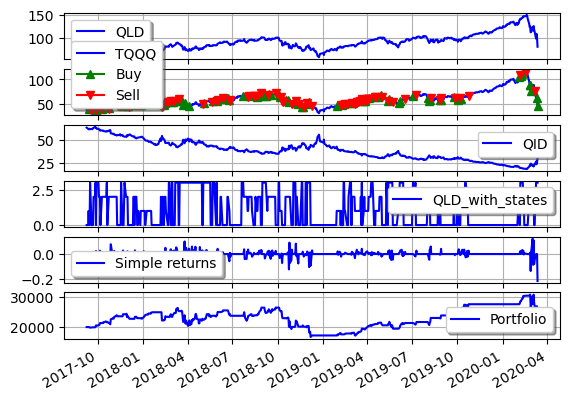 150
100
QLD
TQQQ
Buy
Sell
100
50
50
25
QID
2.5
0.0
QLD_with_states
0.0
−0.2
Simple returns
30000
20000
Portfolio
2017-10
2018-01
2018-04
2018-07
2018-10
2019-01
2019-04
2019-07
2019-10
2020-01
2020-04